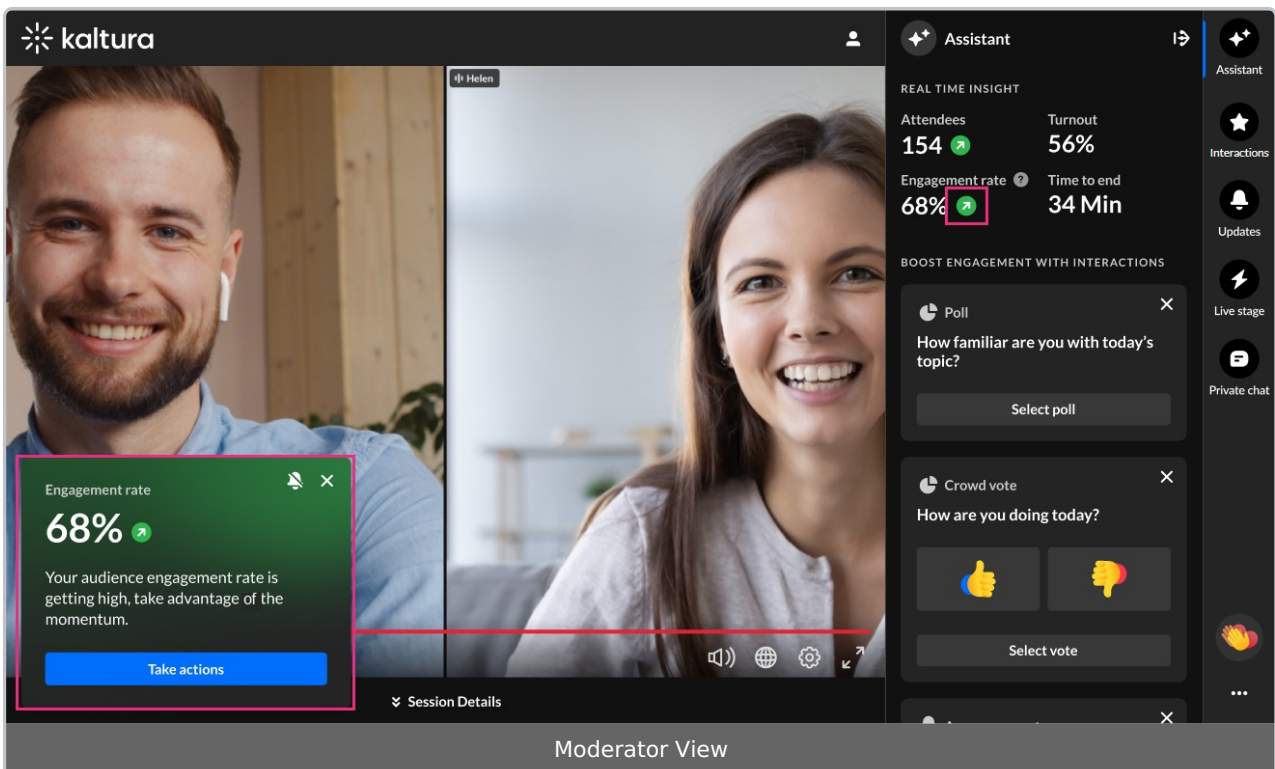 kaltura
Helen
Assistant
REAL TIME INSIGHT
Attendees
Turnout
154
56%
Engagement rate ?
Time to end
68%
34 Min
BOOST ENGAGEMENT WITH INTERACTIONS
Poll
How familiar are you with today's
topic?
Select poll
Crowd vote
How are you doing today?
Select vote
Assistant
Interactions
Updates
Live stage
Private chat
Engagement rate
68%
Your audience engagement rate is
getting high, take advantage of the
momentum.
Take actions
Session Details
Moderator View